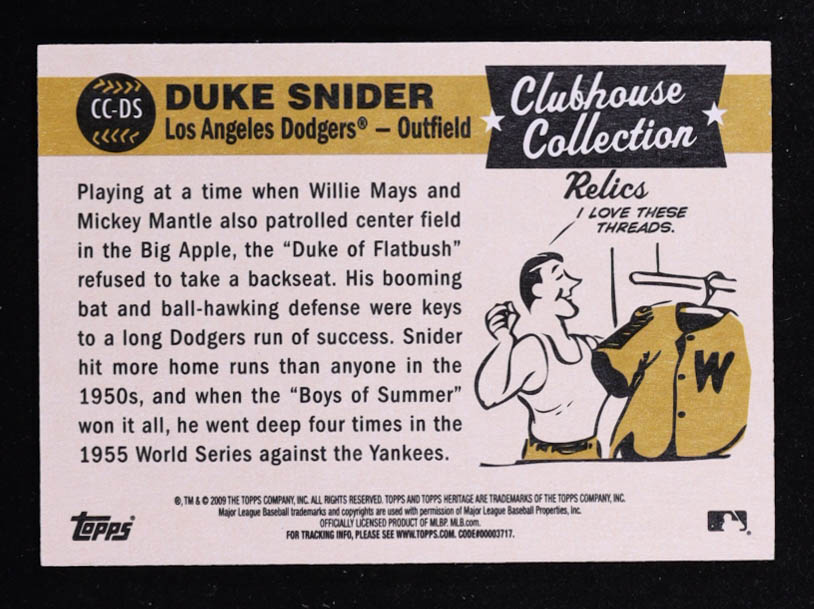 CC-DS
DUKE SNIDER
Los Angeles Dodgers® – Outfield
Clubhouse
Collection
Relics
I LOVE THESE
THREADS.
W
Playing at a time when Willie Mays and
Mickey Mantle also patrolled center field
in the Big Apple, the “Duke of Flatbush”
refused to take a backseat. His booming
bat and ball-hawking defense were keys
to a long Dodgers run of success. Snider
hit more home runs than anyone in the
1950s, and when the “Boys of Summer”
won it all, he went deep four times in the
1955 World Series against the Yankees.
®, TM & © 2009 THE TOPPS COMPANY, INC. ALL RIGHTS RESERVED. TOPPS AND TOPPS HERITAGE ARE TRADEMARKS OF THE TOPPS COMPANY, INC.
Major League Baseball trademarks and copyrights are used with permission of Major League Baseball Properties, Inc.
OFFICIALLY LICENSED PRODUCT OF MLBP. MLB.com.
FOR TRACKING INFO, PLEASE SEE WWW.TOPPS.COM. CODE#00003717.
topps®